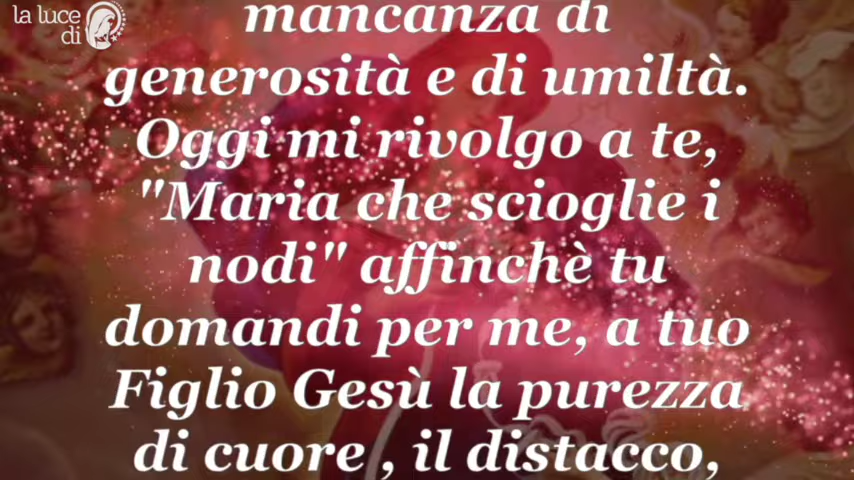 la luce
di
mancanza di
generosità e di umiltà.
Oggi mi rivolgo a te,
"Maria che scioglie i
nodi" affinchè tu
domandi per me, a tuo
Figlio Gesù la purezza
di cuore , il distacco,